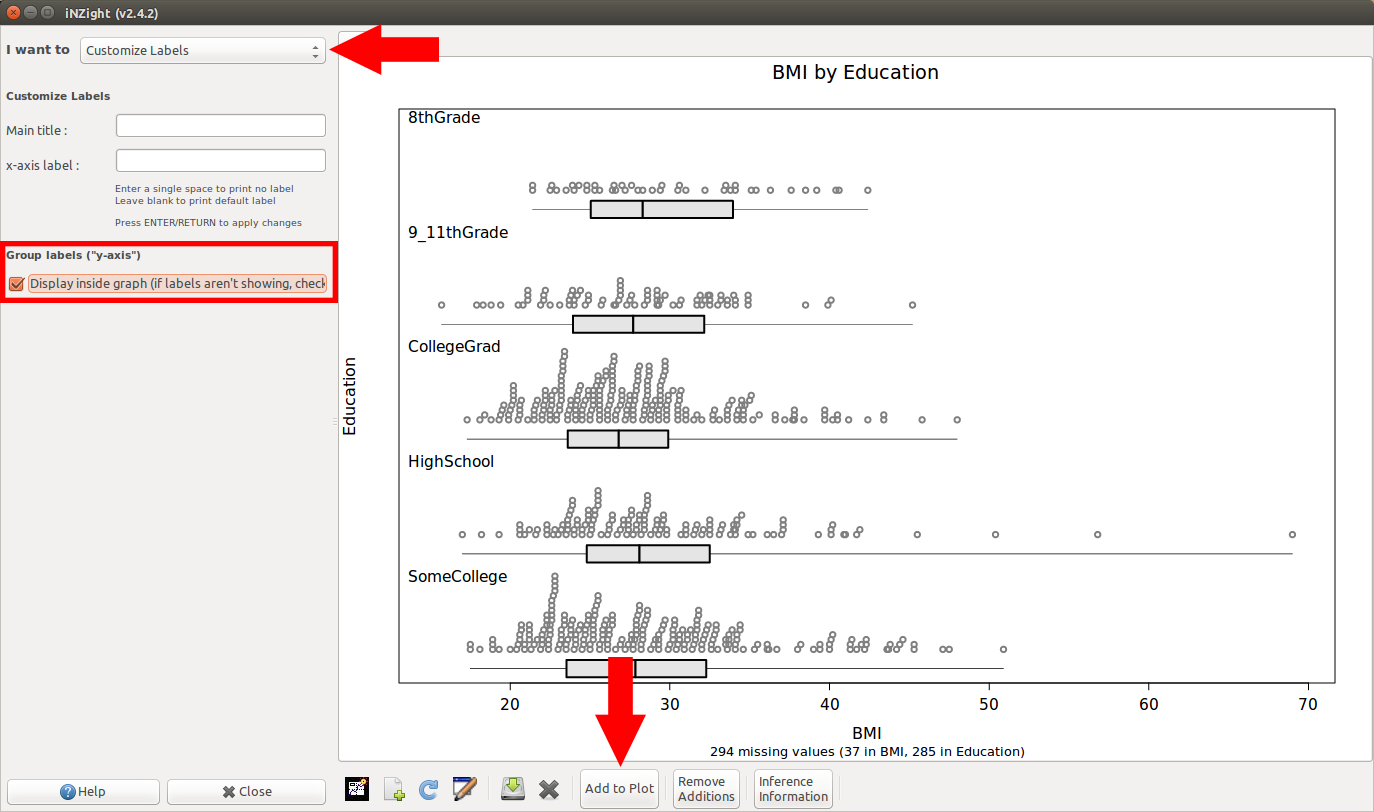 iNZight (v2.4.2)
I want to
Customize Labels
Customize Labels
Main title :
x-axis label :
Enter a single space to print no label
Leave blank to print default label
Press ENTER/RETURN to apply changes
Group labels ("y-axis")
Display inside graph (if labels aren't showing, check
Help
Close
BMI by Education
8thGrade
9_11thGrade
CollegeGrad
HighSchool
SomeCollege
Education
20 30 40 50 60 70
BMI
294 missing values (37 in BMI, 285 in Education)
Add to Plot
Remove
Additions
Inference
Information